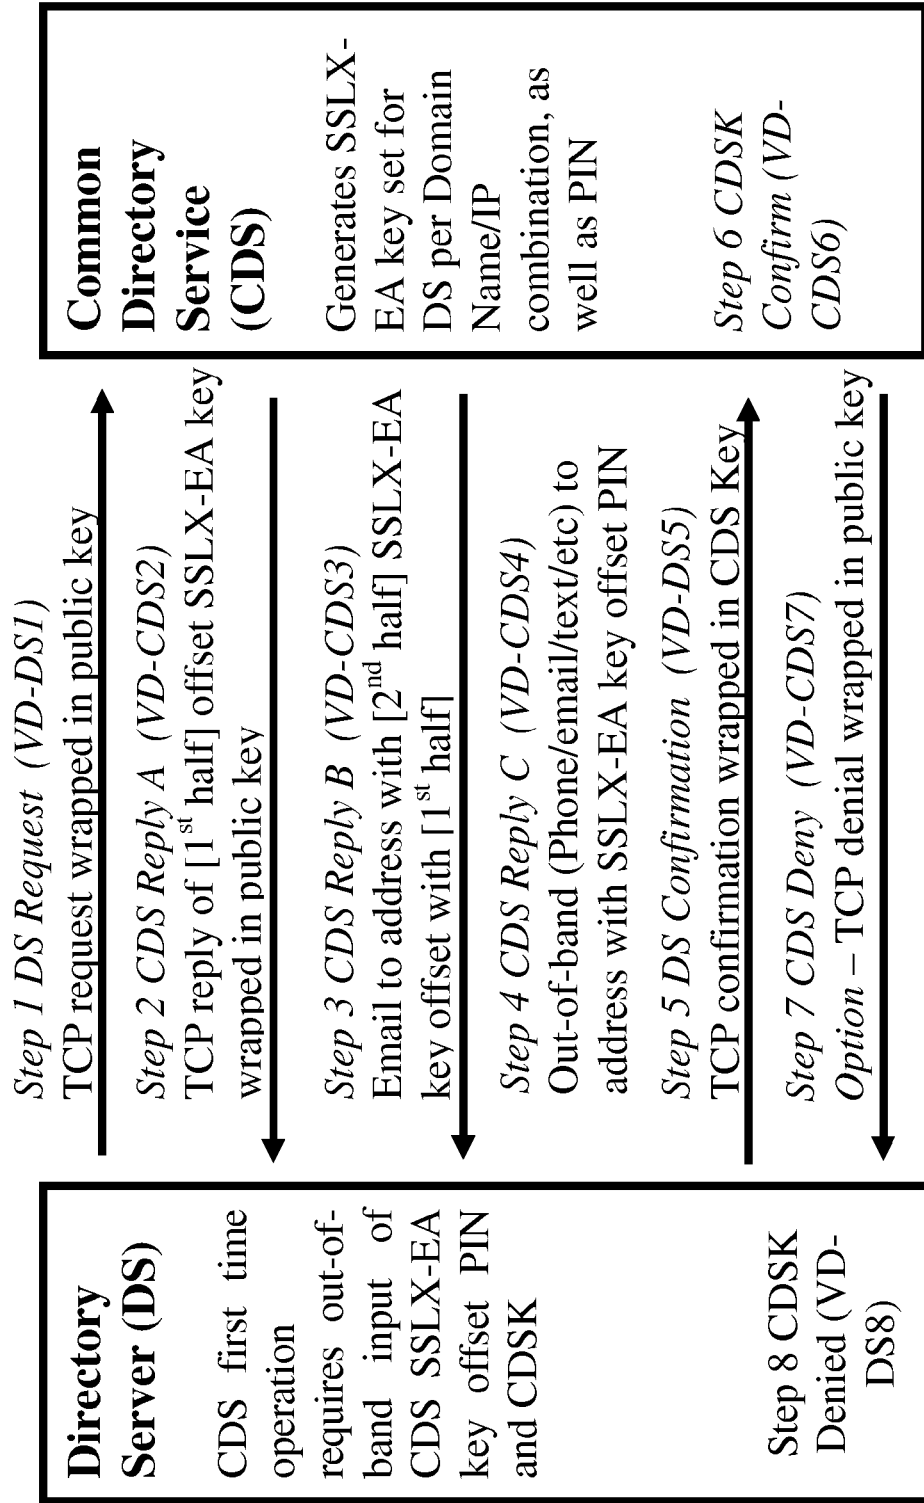 Directory
Server (DS)
CDS first time
operation
requires out-of-
band input of
CDS SSLX-EA
key offset PIN
and CDSK
Step 8 CDSK
Denied (VD-
DS8)
Step 1 DS Request (VD-DS1)
TCP request wrapped in public key
Step 2 CDS Reply A (VD-CDS2)
TCP reply of [1st half] offset SSLX-EA key
wrapped in public key
Step 3 CDS Reply B (VD-CDS3)
Email to address with [2nd half] SSLX-EA
key offset with [1st half]
Step 4 CDS Reply C (VD-CDS4)
Out-of-band (Phone/email/text/etc) to
address with SSLX-EA key offset PIN
Step 5 DS Confirmation (VD-DS5)
TCP confirmation wrapped in CDS Key
Step 7 CDS Deny (VD-CDS7)
Option – TCP denial wrapped in public key
Common
Directory
Service
(CDS)
Generates SSLX-
EA key set for
DS per Domain
Name/IP
combination, as
well as PIN
Step 6 CDSK
Confirm (VD-
CDS6)